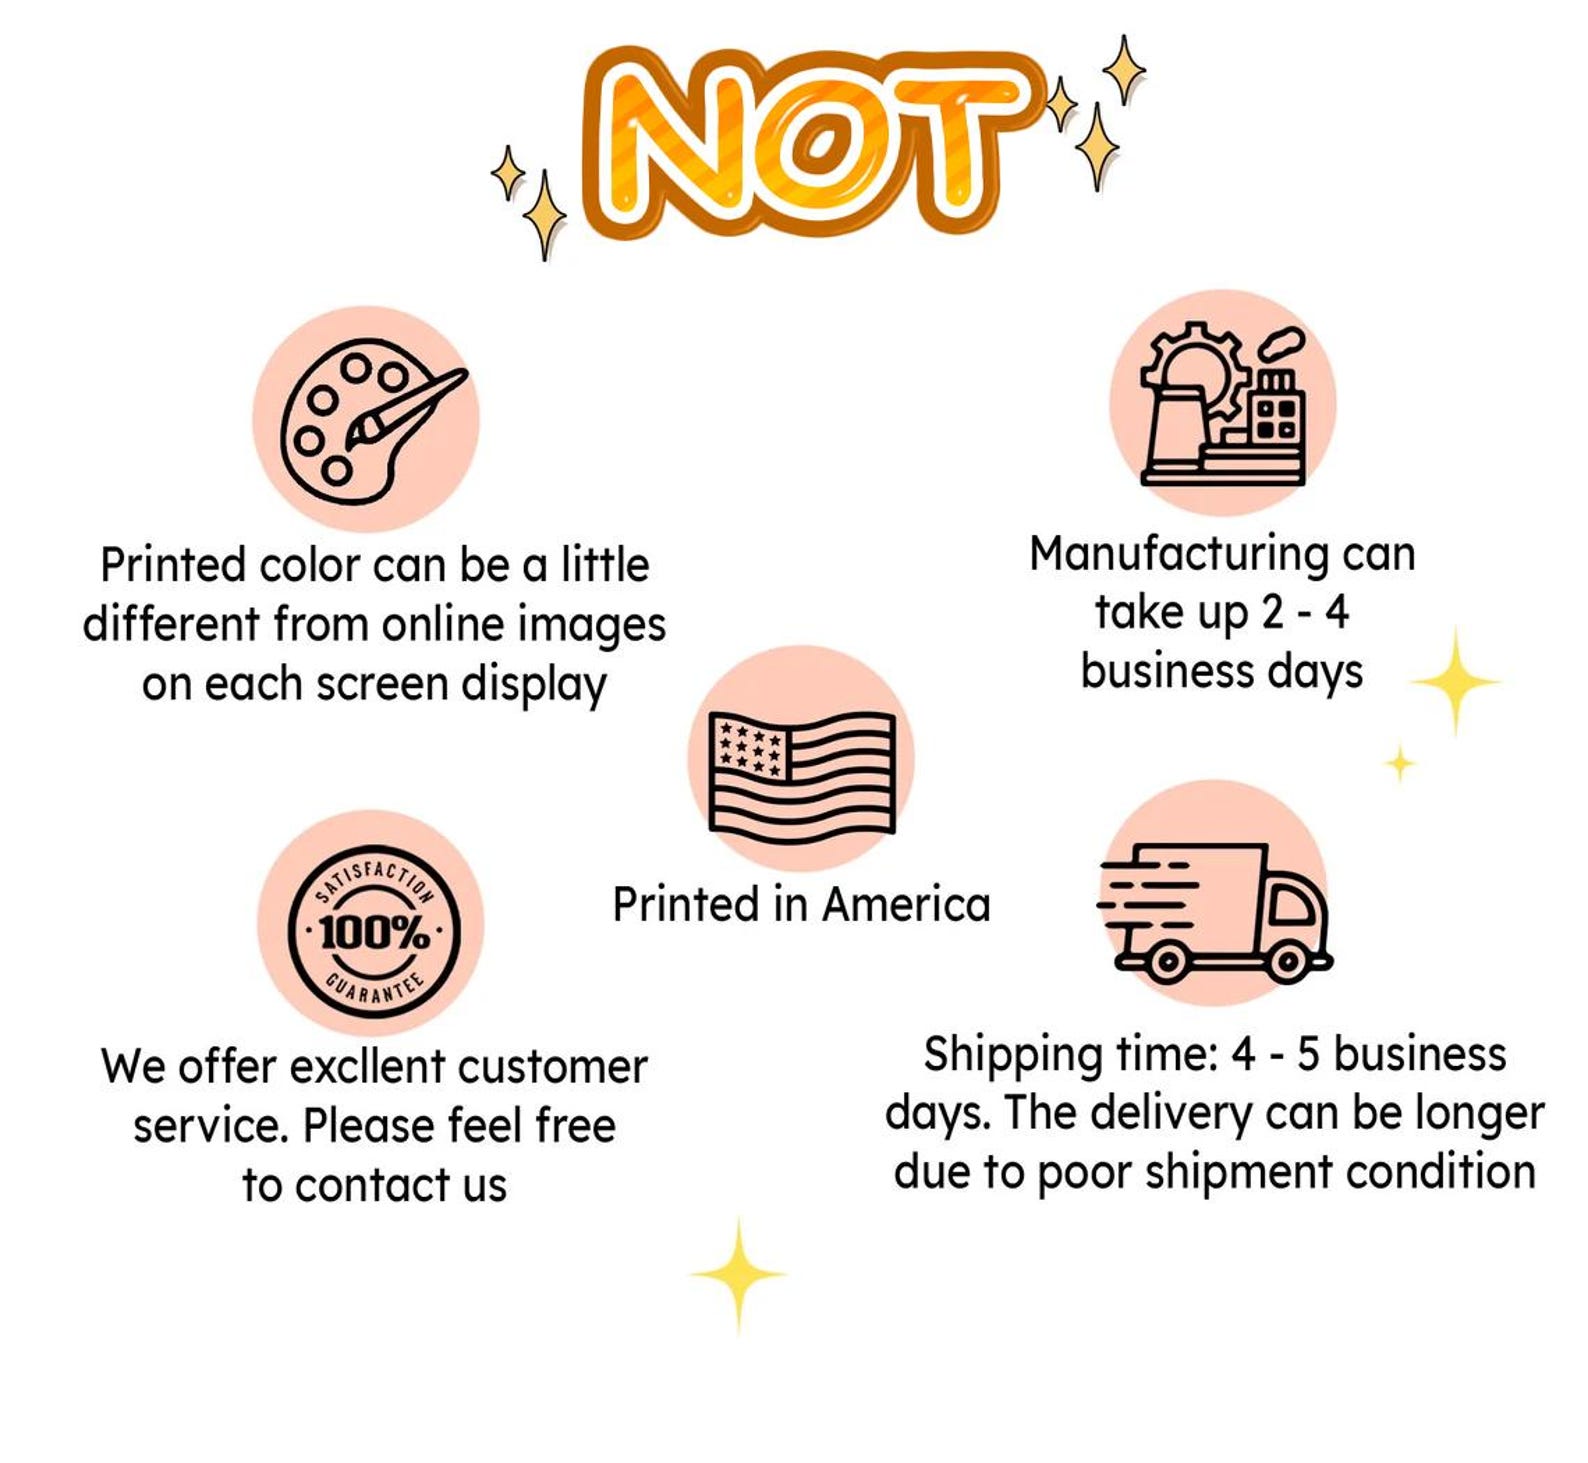 NOT
Printed color can be a little
different from online images
on each screen display
Manufacturing can
take up 2 - 4
business days
Printed in America
SATISFACTION
100%
GUARANTEE
We offer excllent customer
service. Please feel free
to contact us
Shipping time: 4 - 5 business
days. The delivery can be longer
due to poor shipment condition